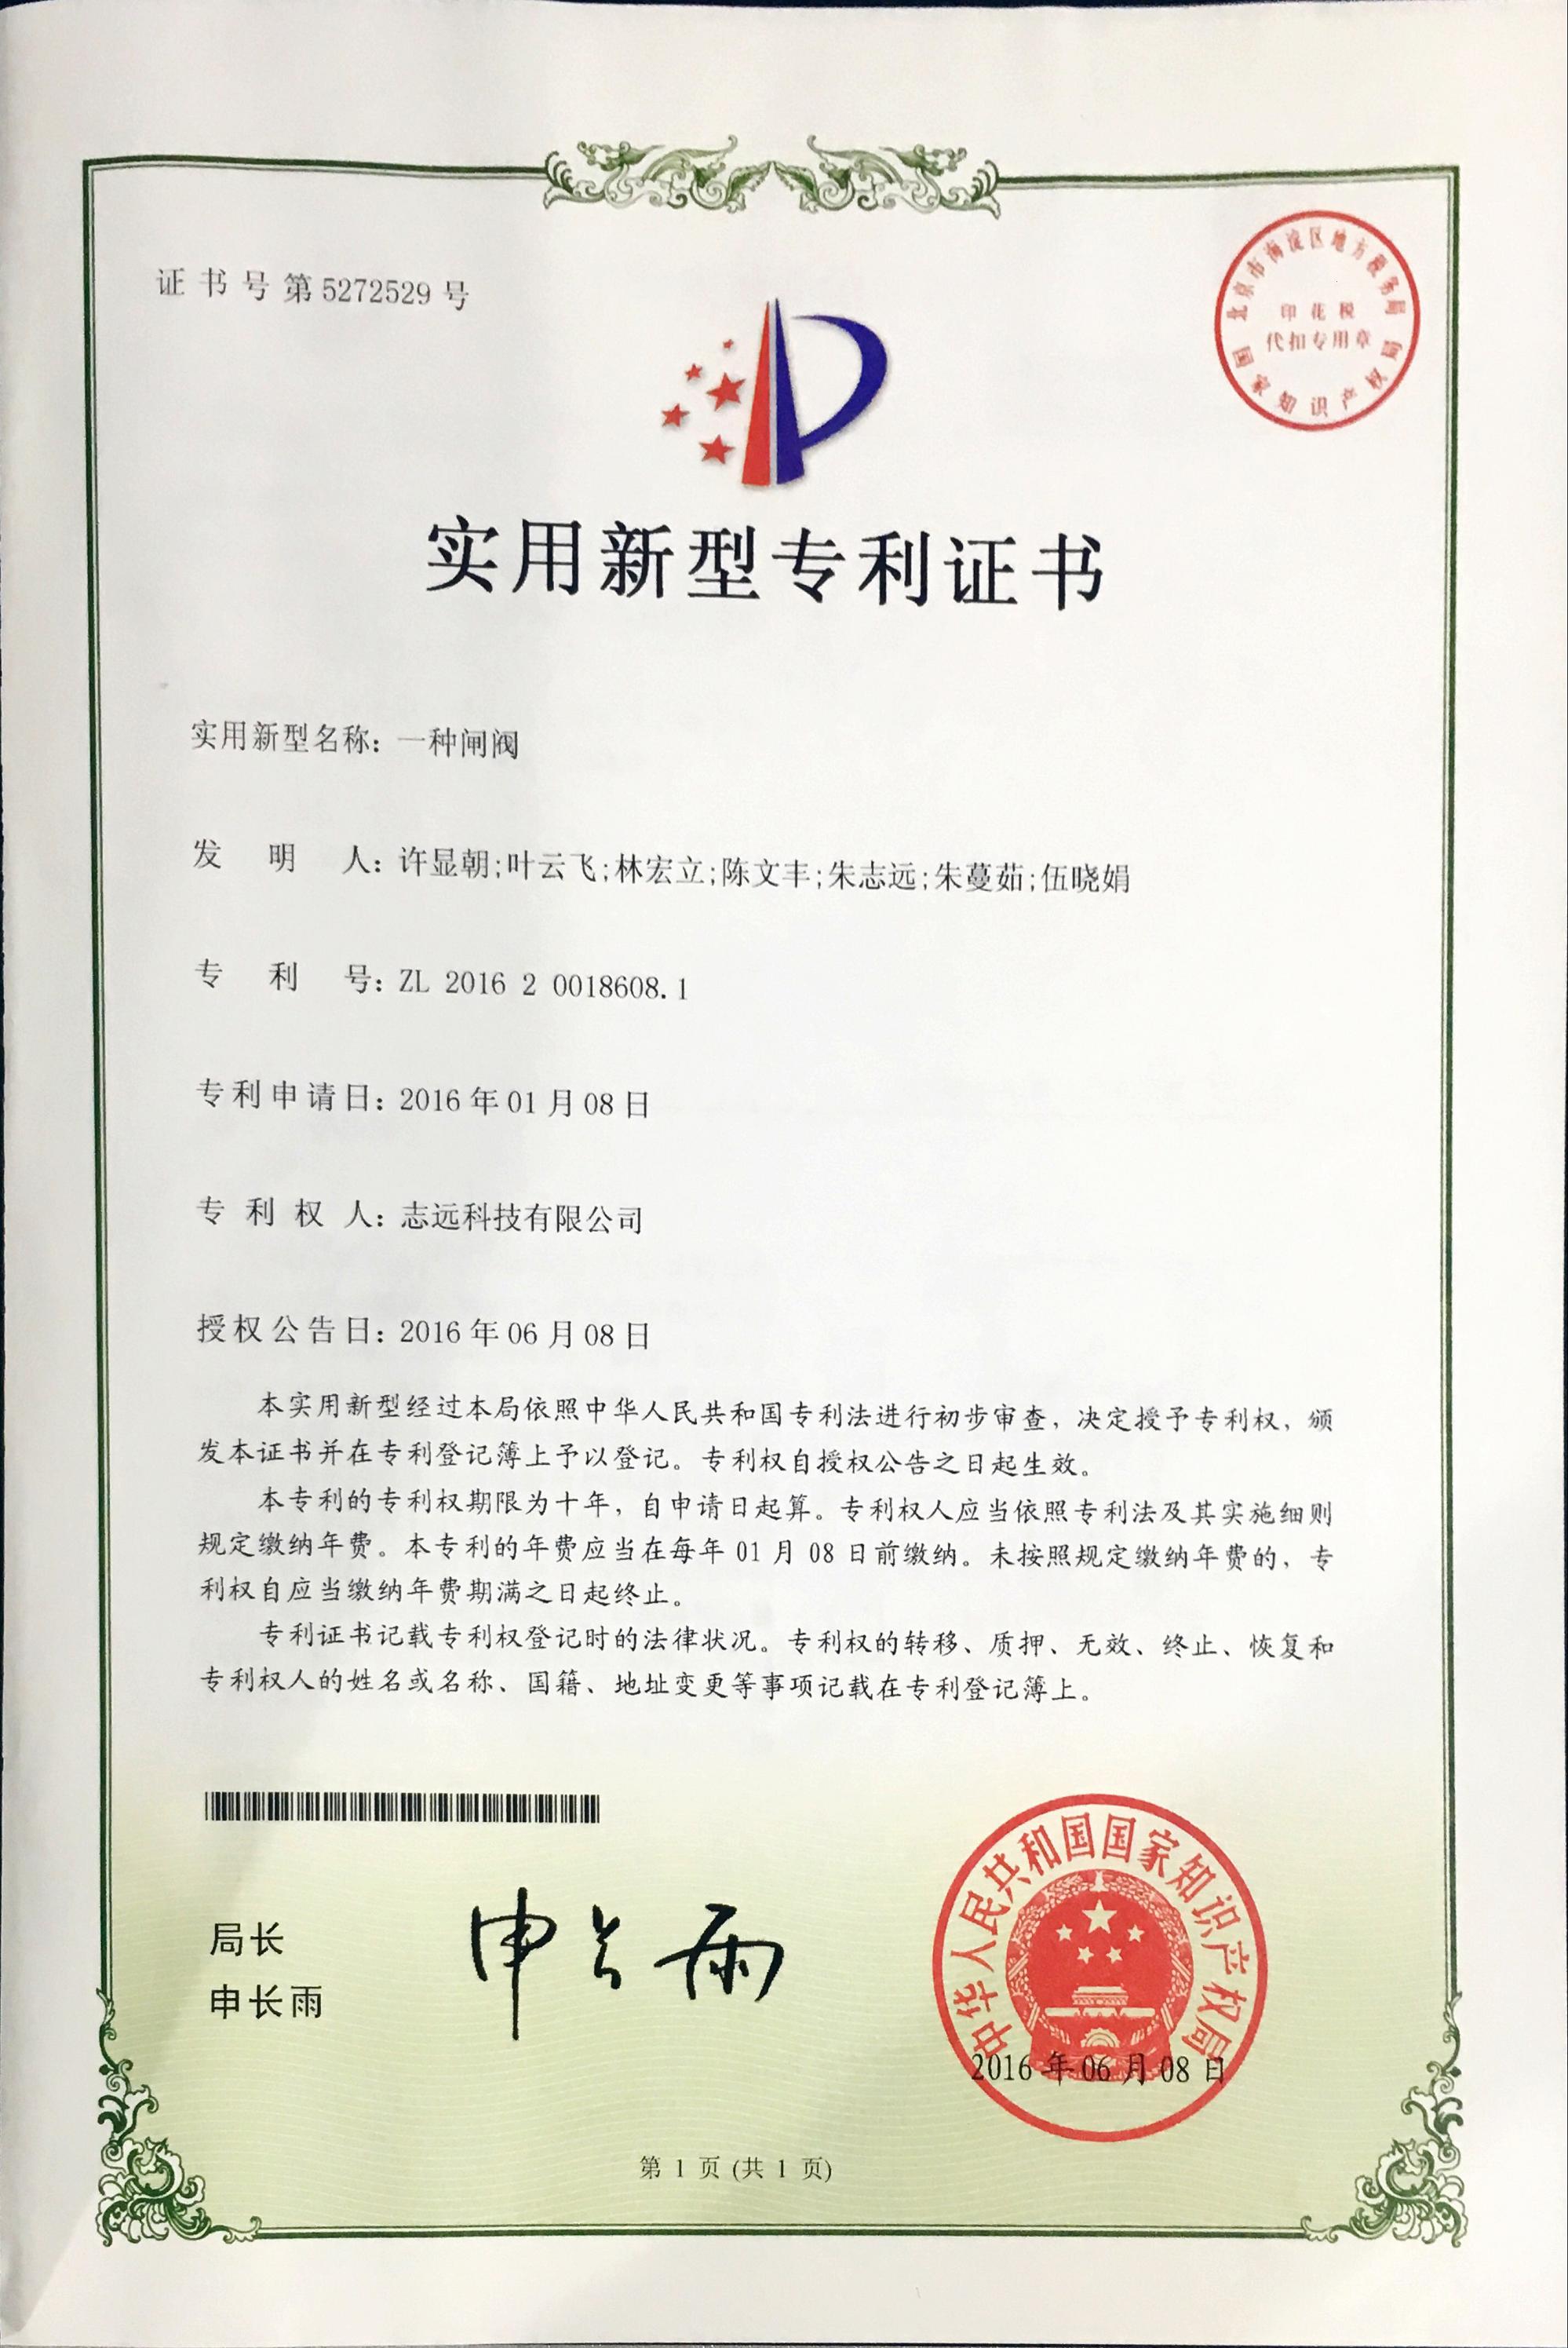 证书号第5272529号
北京市海淀区地方税务局
印花税
代扣专用章
国家知识产权局
实用新型专利证书
实用新型名称：一种闸阀
发明人：许显朝;叶云飞;林宏立;陈文丰;朱志远;朱蔓茹;伍晓娟
专利号：ZL 2016 2 0018608.1
专利申请日：2016年01月08日
专利权人：志远科技有限公司
授权公告日：2016年06月08日
本实用新型经过本局依照中华人民共和国专利法进行初步审查，决定授予专利权，颁
发本证书并在专利登记簿上予以登记。专利权自授权公告之日起生效。
本专利的专利权期限为十年，自申请日起算。专利权人应当依照专利法及其实施细则
规定缴纳年费。本专利的年费应当在每年 01 月 08 日前缴纳。未按照规定缴纳年费的，专
利权自应当缴纳年费期满之日起终止。
专利证书记载专利权登记时的法律状况。专利权的转移、质押、无效、终止、恢复和
专利权人的姓名或名称、国籍、地址变更等事项记载在专利登记簿上。
局长
申长雨
申长雨
中华人民共和国国家知识产权局
2016年06月08日
第 1 页 (共 1 页)